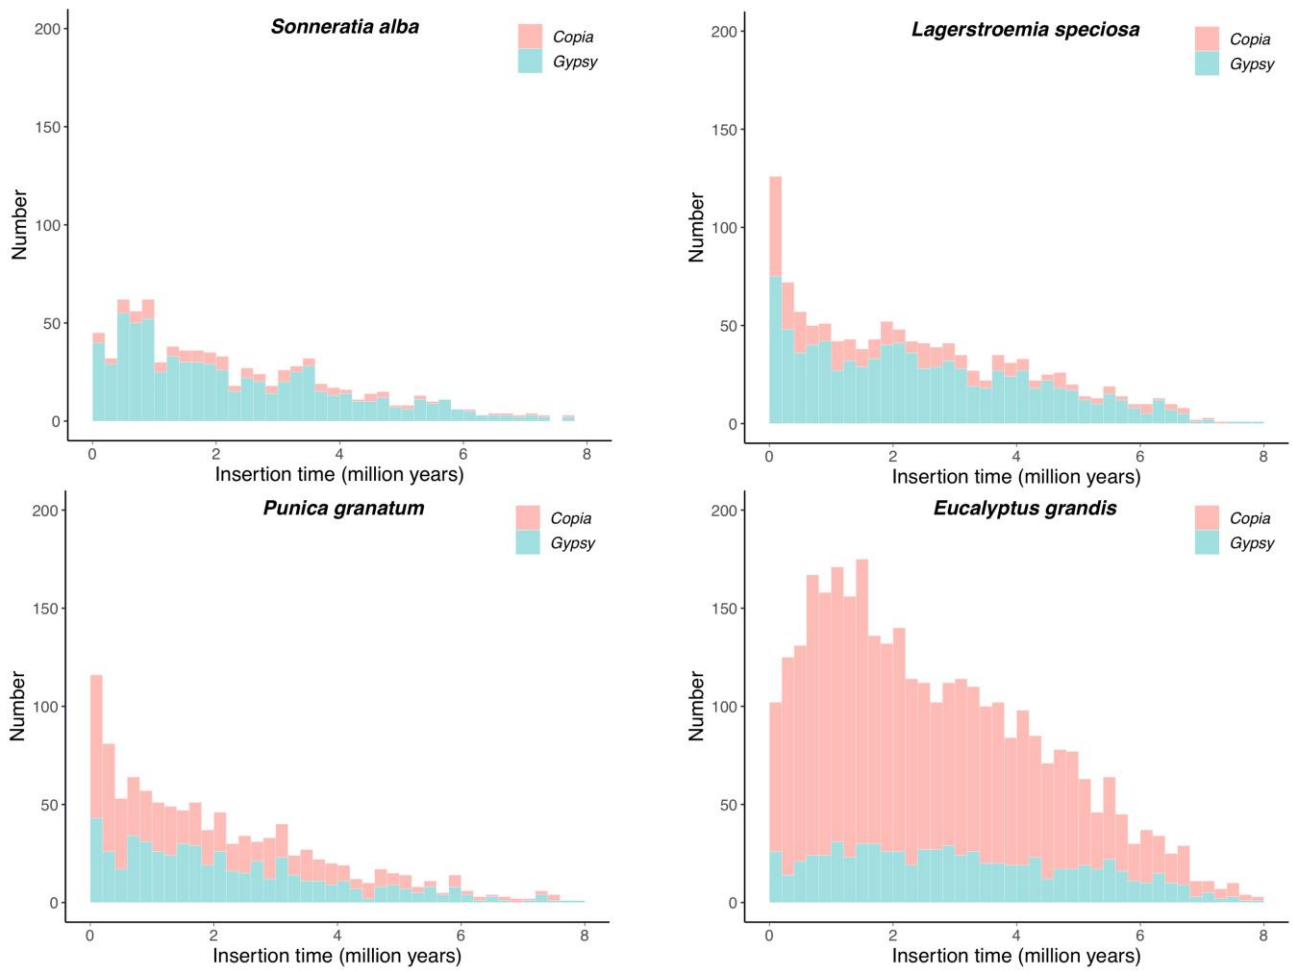 Sonneratia alba
Copia
Gypsy
200
150
100
50
0
Number
0 2 4 6 8
Insertion time (million years)
Lagerstroemia speciosa
Copia
Gypsy
200
150
100
50
0
Number
0 2 4 6 8
Insertion time (million years)
Punica granatum
Copia
Gypsy
200
150
100
50
0
Number
0 2 4 6 8
Insertion time (million years)
Eucalyptus grandis
Copia
Gypsy
200
150
100
50
0
Number
0 2 4 6 8
Insertion time (million years)